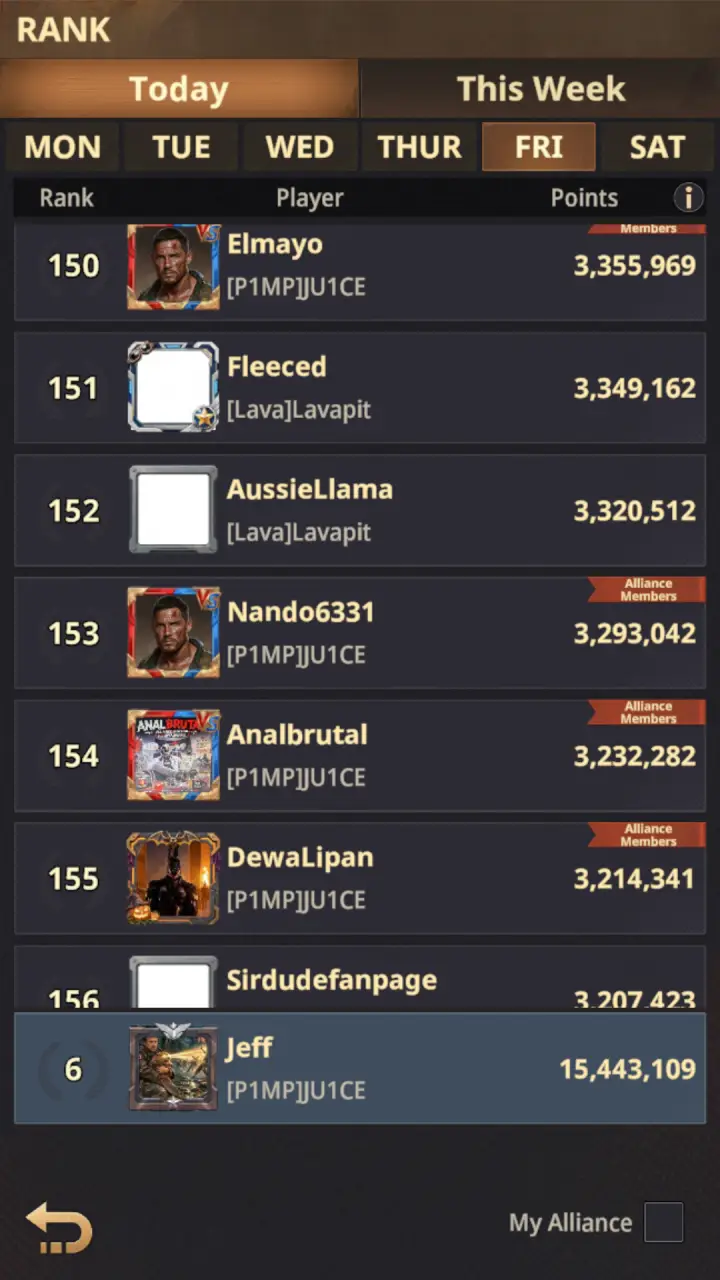 RANK
Today
This Week
MON
TUE
WED
THUR
FRI
SAT
Rank
Player
Points
i
Members
150
Elmayo
[P1MP]JU1CE
3,355,969
151
Fleeced
[Lava]Lavapit
3,349,162
152
AussieLlama
[Lava]Lavapit
3,320,512
Alliance
Members
153
Nando6331
[P1MP]JU1CE
3,293,042
Alliance
Members
154
Analbrutal
[P1MP]JU1CE
3,232,282
Alliance
Members
155
DewaLipan
[P1MP]JU1CE
3,214,341
156
Sirdudefanpage
3,207,423
6
Jeff
[P1MP]JU1CE
15,443,109
My Alliance